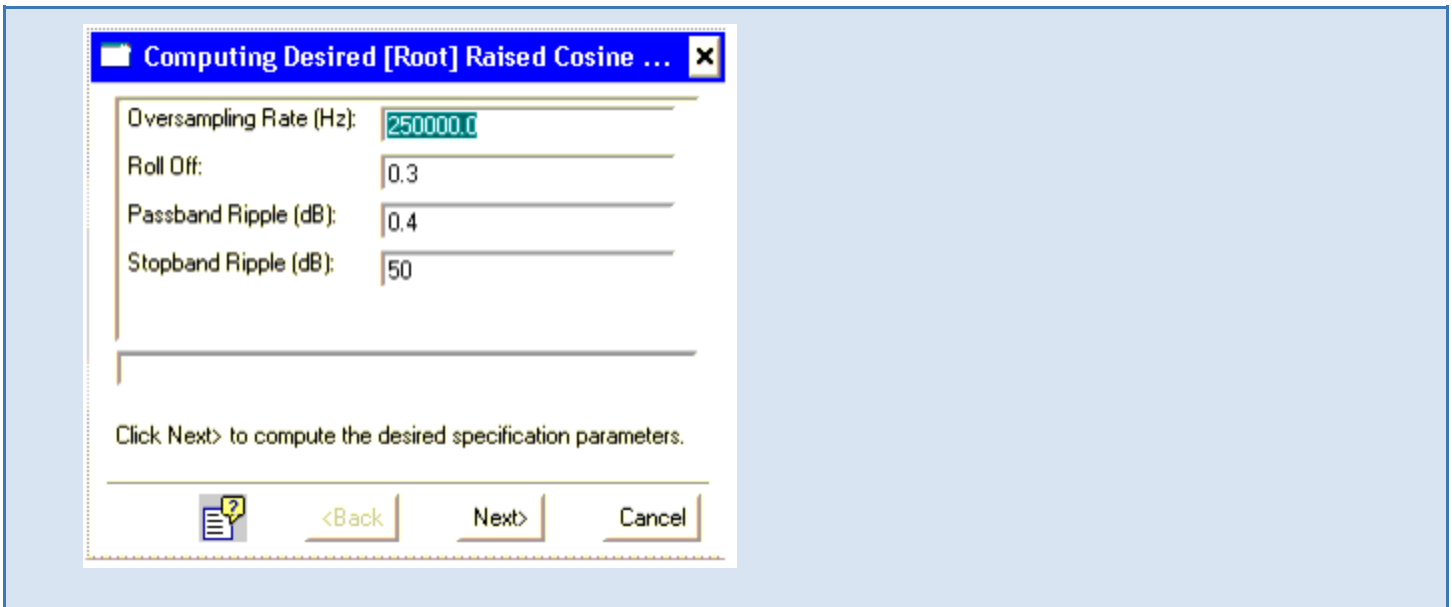 Computing Desired [Root] Raised Cosine ...
Oversampling Rate (Hz): 250000.0
Roll Off: 0.3
Passband Ripple (dB): 0.4
Stopband Ripple (dB): 50
Click Next> to compute the desired specification parameters.
? <Back Next> Cancel